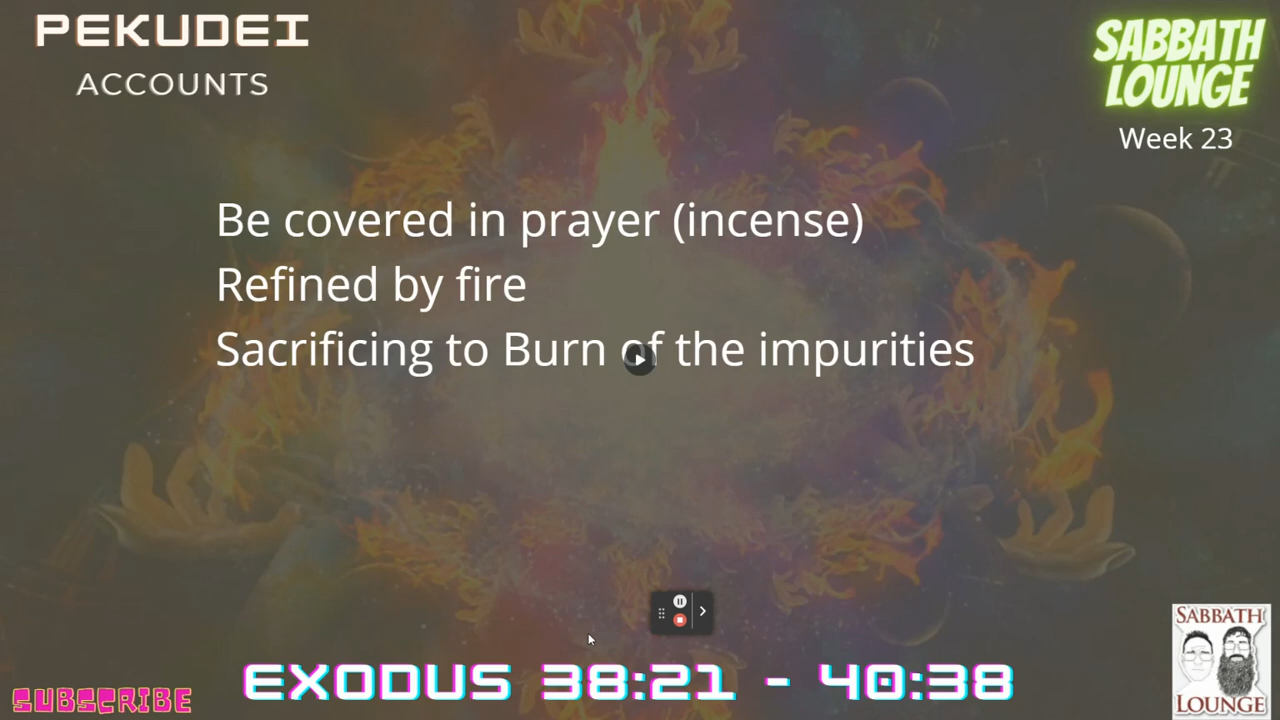 PEKUDEI
ACCOUNTS
SABBATH
LOUNGE
Week 23
Be covered in prayer (incense)
Refined by fire
Sacrificing to Burn of the impurities
EXODUS 38:21 - 40:38
SUBSCRIBE
SABBATH
LOUNGE